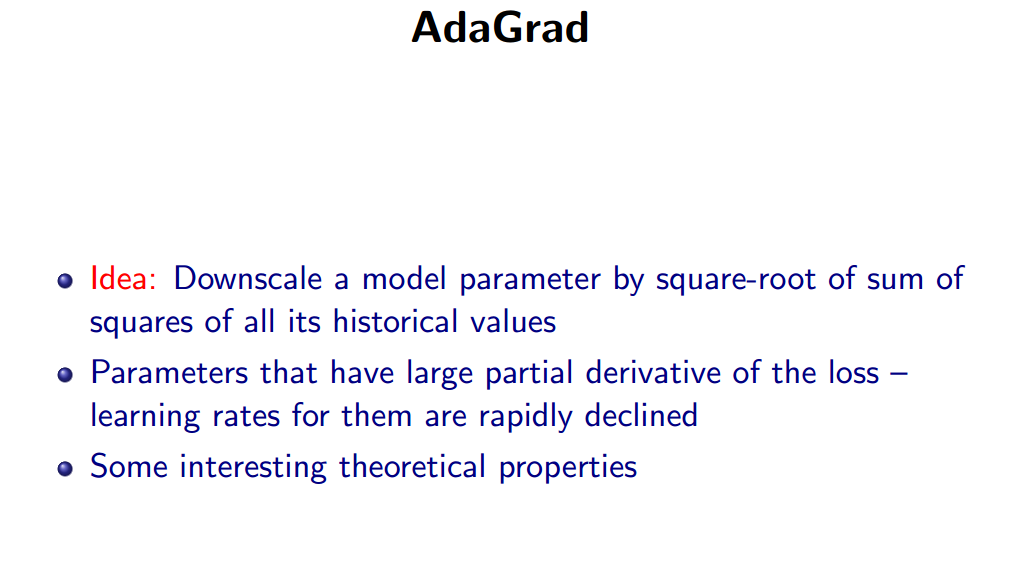 AdaGrad
Idea: Downscale a model parameter by square-root of sum of
squares of all its historical values
Parameters that have large partial derivative of the loss –
learning rates for them are rapidly declined
Some interesting theoretical properties